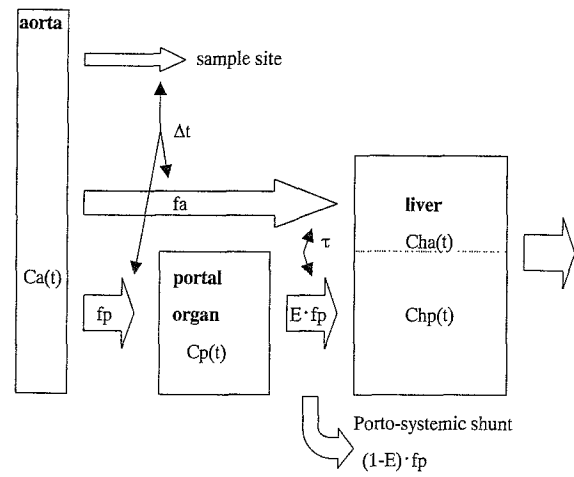 aorta
sample site
Δt
fa
liver
Cha(t)
τ
Ca(t)
portal
organ
Cp(t)
fp
E·fp
Chp(t)
Porto-systemic shunt
(1-E)·fp